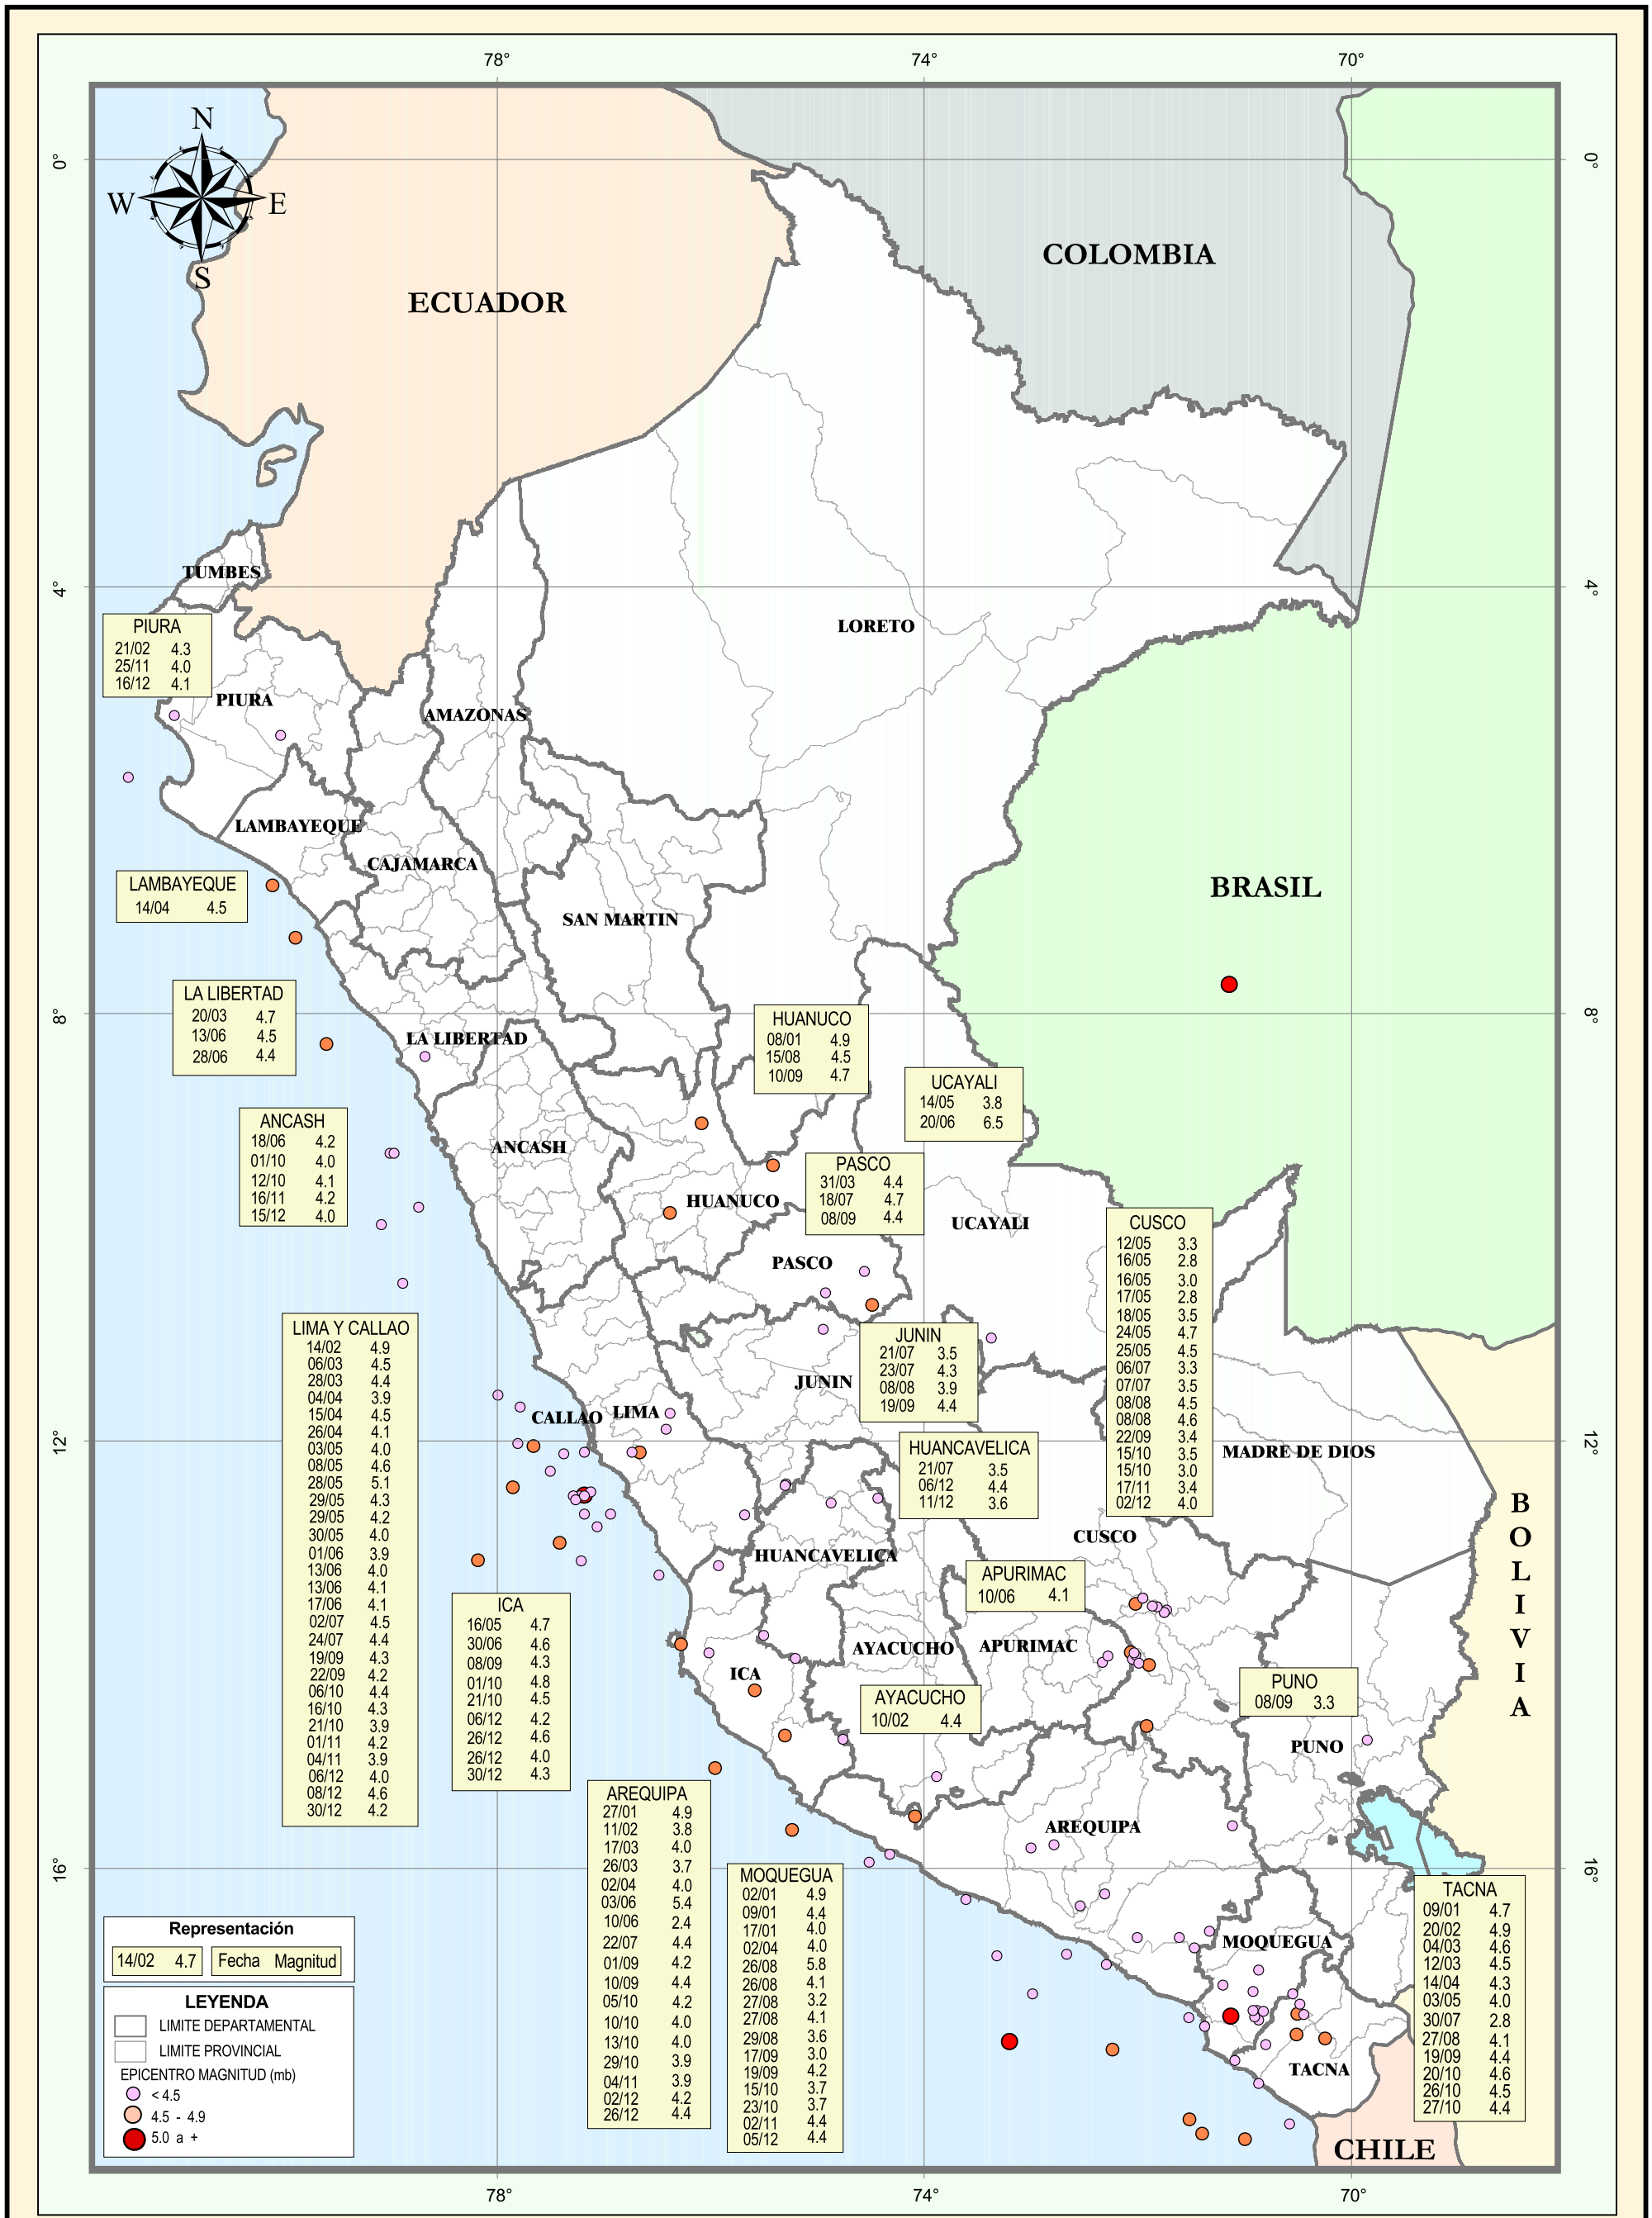 78° 74° 70°
N
W E
S
0° 0°
COLOMBIA
ECUADOR
TUMBES
4° 4°
LORETO
PIURA
21/02 4.3
25/11 4.0
16/12 4.1
PIURA
AMAZONAS
LAMBAYEQUE
CAJAMARCA
LAMBAYEQUE
14/04 4.5
SAN MARTIN
BRASIL
LA LIBERTAD
20/03 4.7
13/06 4.5
28/06 4.4
8° 8°
LA LIBERTAD
HUANUCO
08/01 4.9
15/08 4.5
10/09 4.7
UCAYALI
14/05 3.8
20/06 6.5
ANCASH
18/06 4.2
01/10 4.0
12/10 4.1
16/11 4.2
15/12 4.0
ANCASH
HUANUCO
PASCO
31/03 4.4
18/07 4.7
08/09 4.4
UCAYALI
PASCO
CUSCO
12/05 3.3
16/05 2.8
16/05 3.0
17/05 2.8
18/05 3.5
24/05 4.7
25/05 4.5
06/07 3.3
07/07 3.5
08/08 4.5
08/08 4.6
22/09 3.4
15/10 3.5
15/10 3.0
17/11 3.4
02/12 4.0
LIMA Y CALLAO
14/02 4.9
06/03 4.5
28/03 4.4
04/04 3.9
15/04 4.5
26/04 4.1
03/05 4.0
08/05 4.6
28/05 5.1
29/05 4.3
29/05 4.2
30/05 4.0
01/06 3.9
13/06 4.0
13/06 4.1
17/06 4.1
02/07 4.5
24/07 4.4
19/09 4.3
22/09 4.2
06/10 4.4
16/10 4.3
21/10 3.9
01/11 4.2
04/11 3.9
06/12 4.0
08/12 4.6
30/12 4.2
JUNIN
21/07 3.5
23/07 4.3
08/08 3.9
19/09 4.4
JUNIN
CALLAO LIMA
12° 12°
HUANCAVELICA
21/07 3.5
06/12 4.4
11/12 3.6
MADRE DE DIOS
BOLIVIA
CUSCO
HUANCAVELICA
APURIMAC
10/06 4.1
ICA
16/05 4.7
30/06 4.6
08/09 4.3
01/10 4.8
21/10 4.5
06/12 4.2
26/12 4.6
26/12 4.0
30/12 4.3
AYACUCHO
APURIMAC
ICA
AYACUCHO
10/02 4.4
PUNO
08/09 3.3
PUNO
AREQUIPA
27/01 4.9
11/02 3.8
17/03 4.0
26/03 3.7
02/04 4.0
03/06 5.4
10/06 2.4
22/07 4.4
01/09 4.2
10/09 4.4
05/10 4.2
10/10 4.0
13/10 4.0
29/10 3.9
04/11 3.9
02/12 4.2
26/12 4.4
AREQUIPA
16° 16°
MOQUEGUA
02/01 4.9
09/01 4.4
17/01 4.0
02/04 4.0
26/08 5.8
26/08 4.1
27/08 3.2
27/08 4.1
29/08 3.6
17/09 3.0
19/09 4.2
15/10 3.7
23/10 3.7
02/11 4.4
05/12 4.4
TACNA
09/01 4.7
20/02 4.9
04/03 4.6
12/03 4.5
14/04 4.3
03/05 4.0
30/07 2.8
27/08 4.1
19/09 4.4
20/10 4.6
26/10 4.5
27/10 4.4
MOQUEGUA
TACNA
CHILE
Representación
14/02 4.7 Fecha Magnitud
LEYENDA
LIMITE DEPARTAMENTAL
LIMITE PROVINCIAL
EPICENTRO MAGNITUD (mb)
< 4.5
4.5 - 4.9
5.0 a +
78° 74° 70°